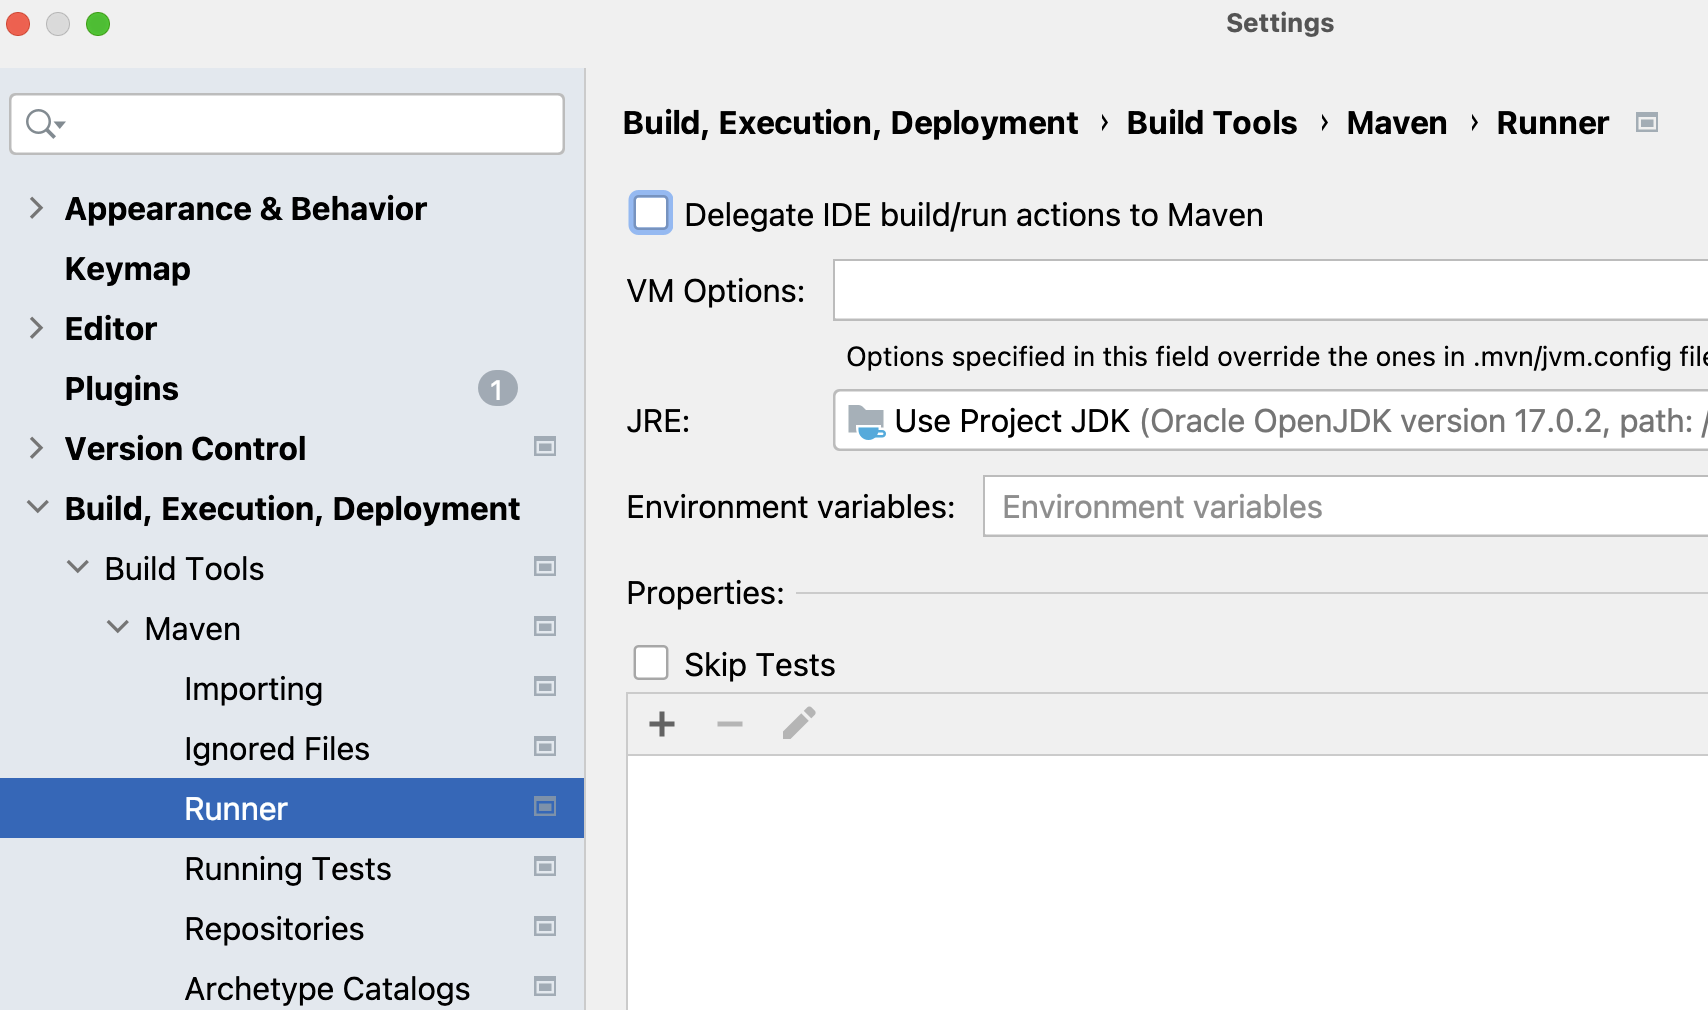 Settings
Appearance & Behavior
Keymap
Editor
Plugins 1
Version Control
Build, Execution, Deployment
Build Tools
Maven
Importing
Ignored Files
Runner
Running Tests
Repositories
Archetype Catalogs
Build, Execution, Deployment › Build Tools › Maven › Runner
Delegate IDE build/run actions to Maven
VM Options:
Options specified in this field override the ones in .mvn/jvm.config
JRE: Use Project JDK (Oracle OpenJDK version 17.0.2, path: /
Environment variables: Environment variables
Properties:
Skip Tests